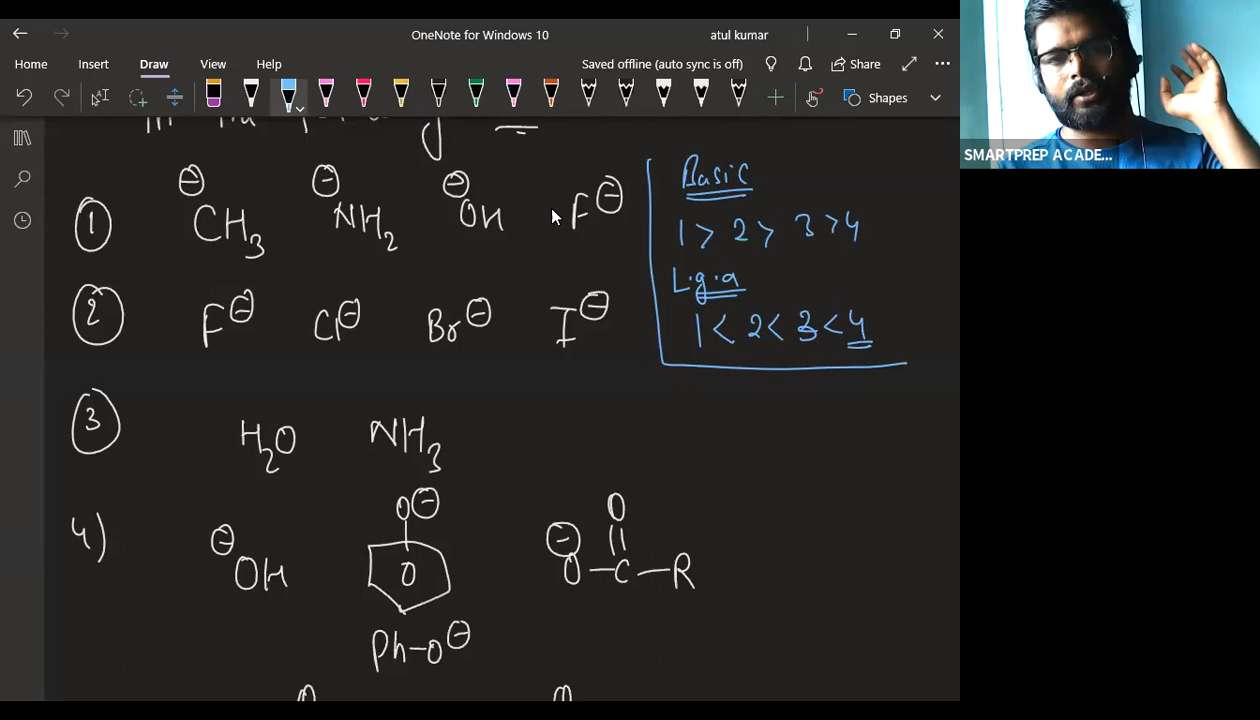 OneNote for Windows 10
atul kumar
Home Insert Draw View Help
Saved offline (auto sync is off)
Share
Shapes
SMARTPREP ACADE...
① ⊖CH₃ ⊖NH₂ ⊖OH F⊖
② F⊖ Cl⊖ Br⊖ I⊖
③ H₂O NH₃
4) ⊖OH O⊖ ⊖O-C-R
O
Ph-O⊖
Basic
1 > 2 > 3 > 4
L.g.a
1 < 2 < 3 < 4